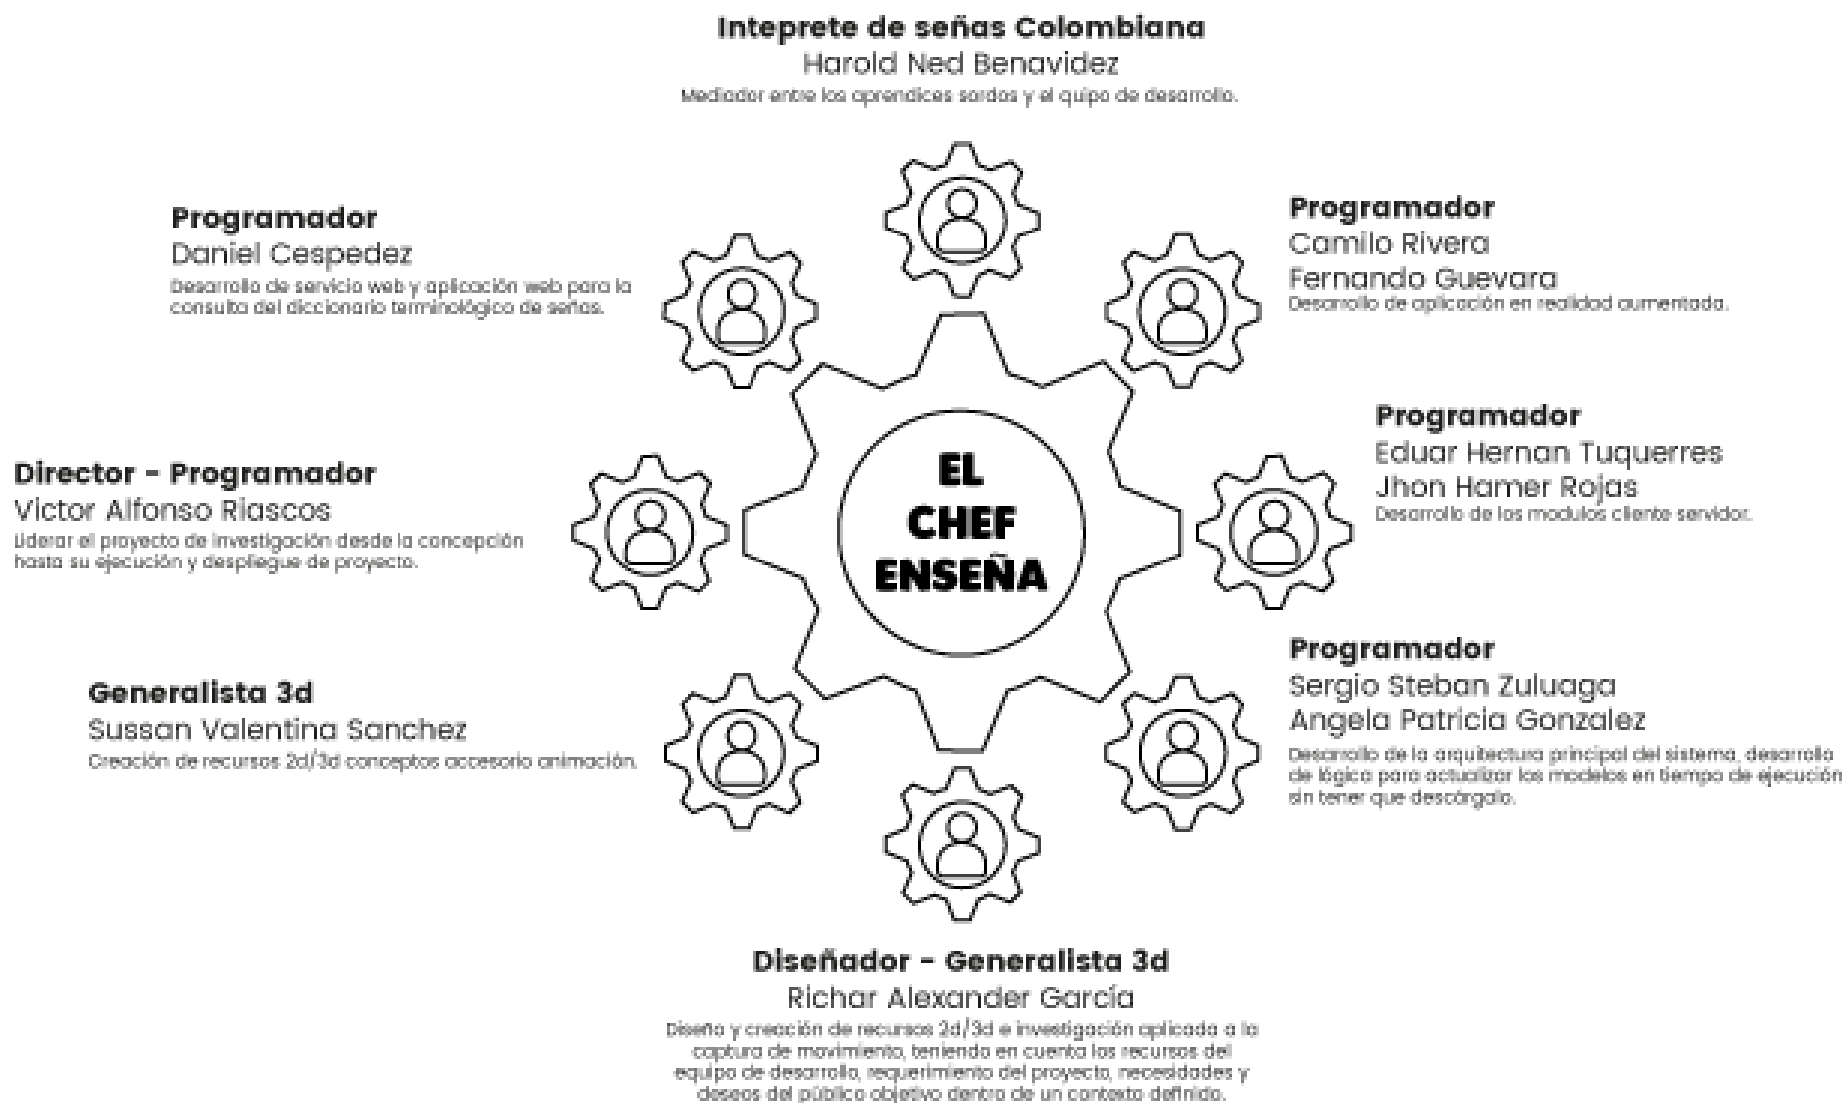 Inteprete de señas Colombiana
Harold Ned Benavidez
Mediador entre los aprendices sordos y el quipo de desarrollo.
Programador
Daniel Cespedez
Desarrollo de servicio web y aplicación web para la
consulta del diccionario terminológico de señas.
Programador
Camilo Rivera
Fernando Guevara
Desarrollo de aplicación en realidad aumentada.
Director - Programador
Victor Alfonso Riascos
Liderar el proyecto de investigación desde la concepción
hasta su ejecución y despliegue de proyecto.
EL
CHEF
ENSEÑA
Programador
Eduar Hernan Tuquerres
Jhon Hamer Rojas
Desarrollo de los modulos cliente servidor.
Generalista 3d
Sussan Valentina Sanchez
Creación de recursos 2d/3d conceptos accesorio animación.
Programador
Sergio Steban Zuluaga
Angela Patricia Gonzalez
Desarrollo de la arquitectura principal del sistema, desarrollo
de lógica para actualizar los modelos en tiempo de ejecución
sin tener que descárgalo.
Diseñador - Generalista 3d
Richar Alexander García
Diseño y creación de recursos 2d/3d e investigación aplicada a la
captura de movimiento, teniendo en cuenta los recursos del
equipo de desarrollo, requerimiento del proyecto, necesidades y
deseos del público objetivo dentro de un contexto definido.